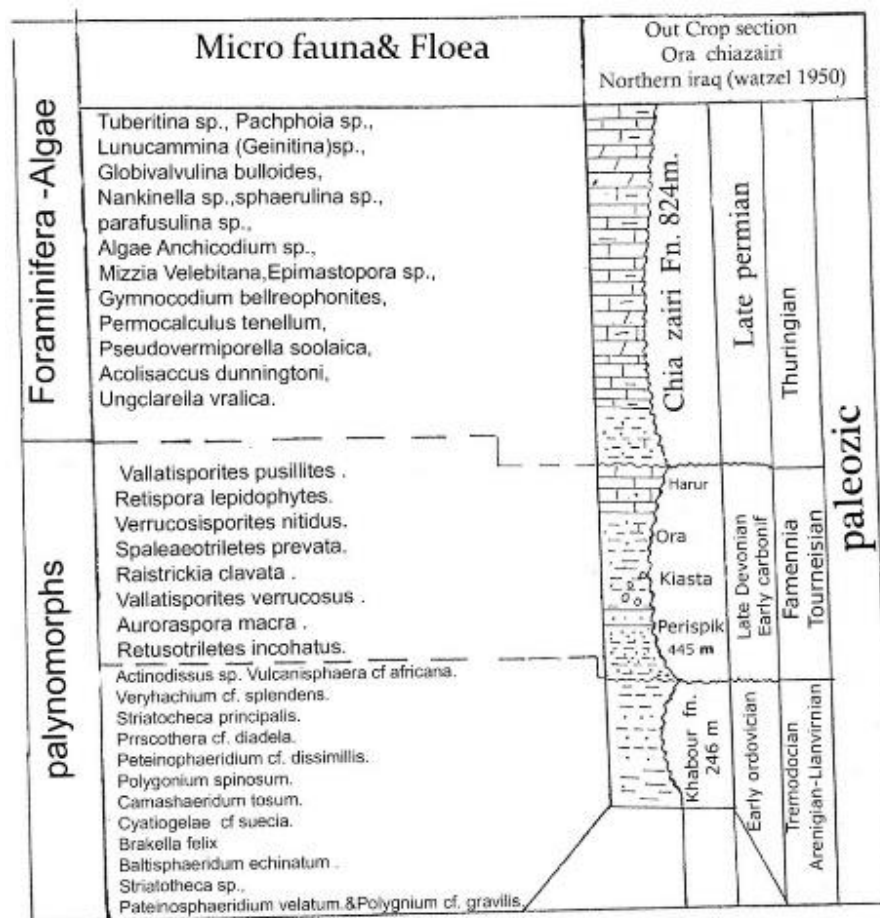 Micro fauna& Floea
Out Crop section
Ora chiazairi
Northern iraq (watzel 1950)
Foraminifera -Algae
Tuberitina sp., Pachphoia sp.,
Lunucammina (Geinitina)sp.,
Globivalvulina bulloides,
Nankinella sp.,sphaerulina sp.,
parafusulina sp.,
Algae Anchicodium sp.,
Mizzia Velebitana,Epimastopora sp.,
Gymnocodium bellreophonites,
Permocalculus tenellum,
Pseudovermiporella soolaica,
Acolisaccus dunningtoni,
Ungclarella vralica.
Chia zairi Fn. 824m.
Late permian
Thuringian
paleozic
palynomorphs
Vallatisporites pusillites .
Retispora lepidophytes.
Verrucosisporites nitidus.
Spaleaeotriletes prevata.
Raistrickia clavata .
Vallatisporites verrucosus .
Auroraspora macra .
Retusotriletes incohatus.
Harur
Ora
Kiasta
Perispik
445 m
Late Devonian
Early carbonif
Famennia
Tourneisian
Actinodissus sp. Vulcanisphaera cf africana.
Veryhachium cf. splendens.
Striatocheca principalis.
Prrscothera cf. diadela.
Peteinophaeridium cf. dissimillis.
Polygonium spinosum.
Camashaeridum tosum.
Cyatiogelae cf suecia.
Brakella felix
Baltisphaeridum echinatum .
Striatotheca sp.,
Pateinosphaeridium velatum.&Polygnium cf. gravilis.
Khabour fn.
246 m
Early ordovician
Tremodocian
Arenigian-Llanvirnian